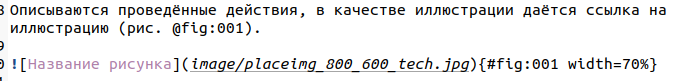 Описываются проведённые действия, в качестве иллюстрации даётся ссылка на
иллюстрацию (рис. @fig:001).
![Название рисунка](image/placeimg_800_600_tech.jpg){#fig:001 width=70%}